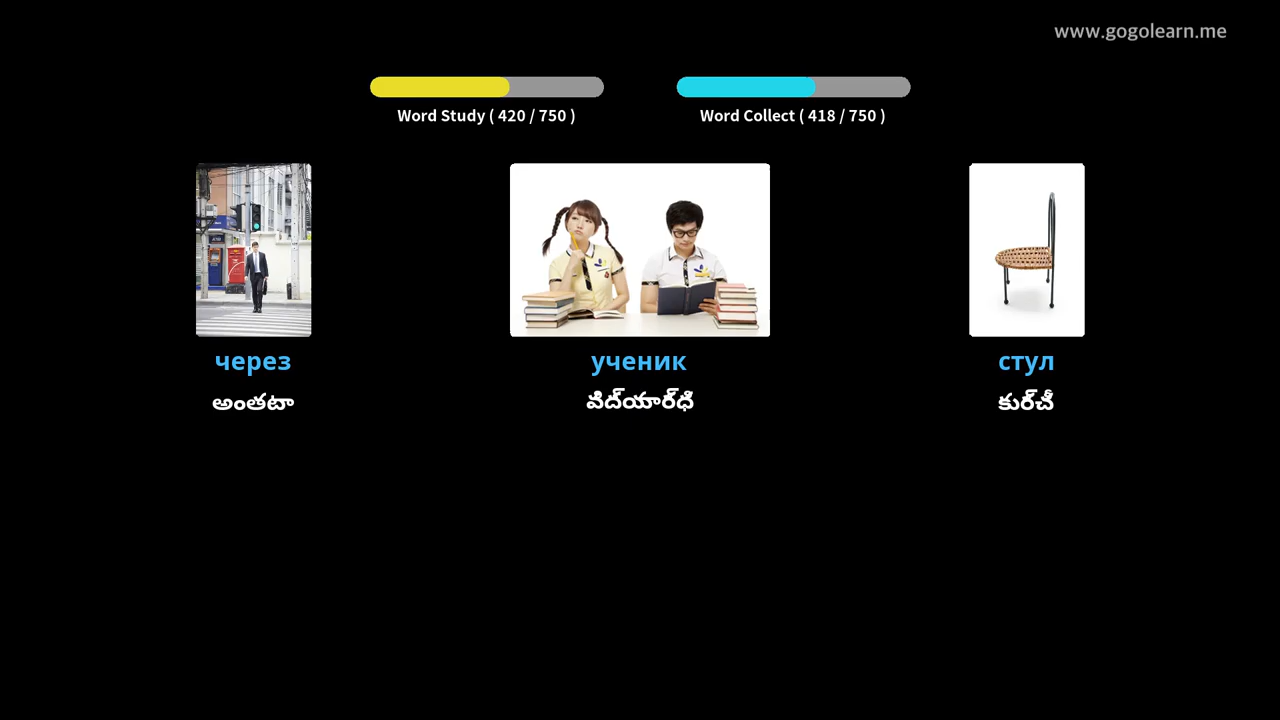 www.gogolearn.me
Word Study ( 420 / 750 )
Word Collect ( 418 / 750 )
через
ученик
стул
అంతటా
విద్‌యార్‌ధి
కుర్‌చీ